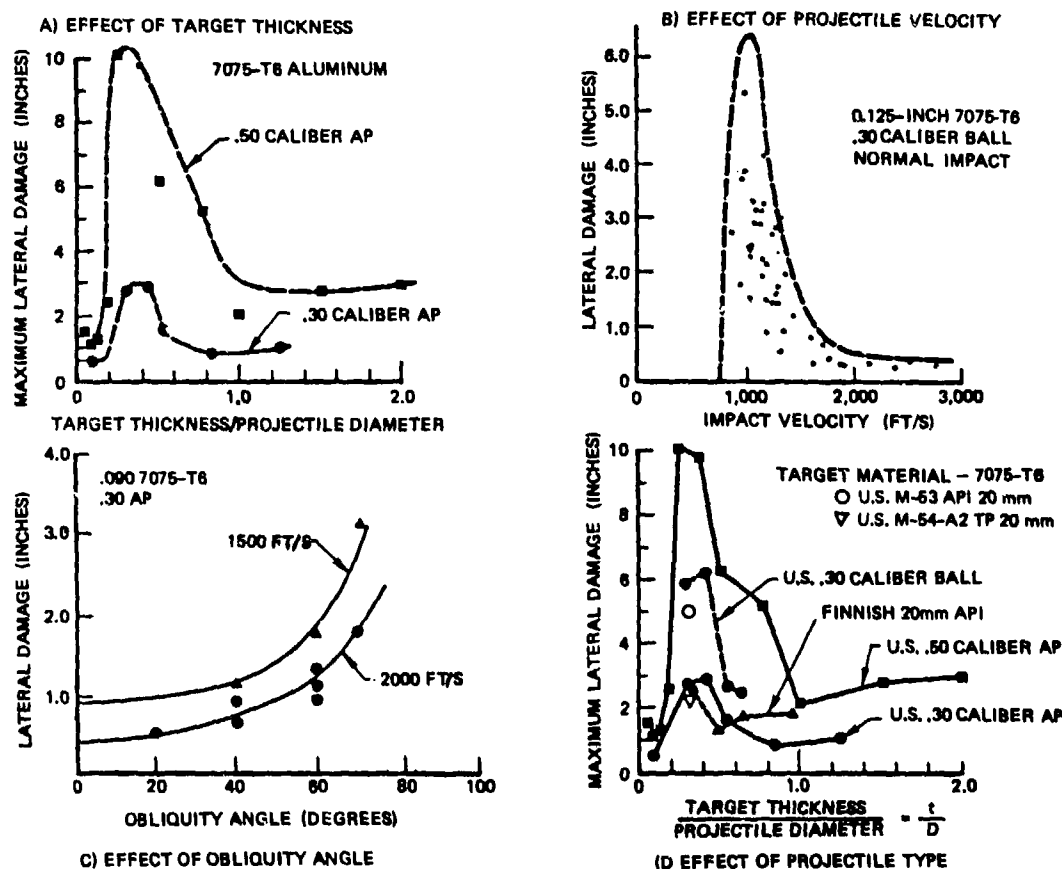 A) EFFECT OF TARGET THICKNESS
MAXIMUM LATERAL DAMAGE (INCHES)
10
8
6
4
2
0
7075-T6 ALUMINUM
.50 CALIBER AP
.30 CALIBER AP
0
1.0
2.0
TARGET THICKNESS/PROJECTILE DIAMETER
B) EFFECT OF PROJECTILE VELOCITY
LATERAL DAMAGE (INCHES)
6.0
5.0
4.0
3.0
2.0
1.0
0
0.125-INCH 7075-T6
.30 CALIBER BALL
NORMAL IMPACT
0
1,000
2,000
3,000
IMPACT VELOCITY (FT/S)
LATERAL DAMAGE (INCHES)
4.0
3.0
2.0
1.0
.090 7075-T6
.30 AP
1500 FT/S
2000 FT/S
0
20
40
60
80
100
OBLIQUITY ANGLE (DEGREES)
C) EFFECT OF OBLIQUITY ANGLE
MAXIMUM LATERAL DAMAGE (INCHES)
10
8
6
4
2
0
TARGET MATERIAL - 7075-T6
U.S. M-53 API 20 mm
U.S. M-54-A2 TP 20 mm
U.S. .30 CALIBER BALL
FINNISH 20mm API
U.S. .50 CALIBER AP
U.S. .30 CALIBER AP
0
1.0
2.0
TARGET THICKNESS
PROJECTILE DIAMETER
= t
D
(D EFFECT OF PROJECTILE TYPE